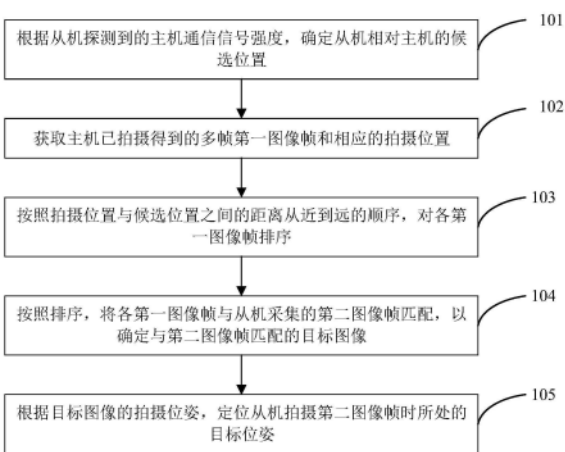 101
根据从机探测到的主机通信信号强度，确定从机相对主机的候
选位置
102
获取主机已拍摄得到的多帧第一图像帧和相应的拍摄位置
103
按照拍摄位置与候选位置之间的距离从近到远的顺序，对各第
一图像帧排序
104
按照排序，将各第一图像帧与从机采集的第二图像帧匹配，以
确定与第二图像帧匹配的目标图像
105
根据目标图像的拍摄位姿，定位从机拍摄第二图像帧时所处的
目标位姿